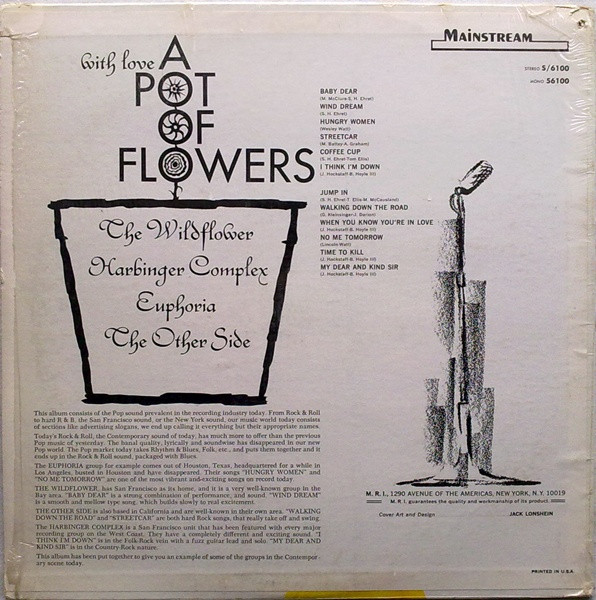 with love A
POT
OF
FLOWERS
The Wildflower
Harbinger Complex
Euphoria
The Other Side
MAINSTREAM
STEREO S/6100
MONO 56100
BABY DEAR
(M. McClure-S. H. Ehret)
WIND DREAM
(S. H. Ehret)
HUNGRY WOMEN
(Wesley Watt)
STREETCAR
(M. Battey-A. Graham)
COFFEE CUP
(S. H. Ehret-Tom Ellis)
I THINK I'M DOWN
(J. Hockstaff-B. Hoyle III)
JUMP IN
(S. H. Ehret-T. Ellis-M. McCausland)
WALKING DOWN THE ROAD
(G. Kleinsinger-J. Darion)
WHEN YOU KNOW YOU'RE IN LOVE
(J. Hockstaff-B. Hoyle III)
NO ME TOMORROW
(Lincoln-Watt)
TIME TO KILL
(J. Hockstaff-B. Hoyle III)
MY DEAR AND KIND SIR
(J. Hockstaff-B. Hoyle III)
This album consists of the Pop sound prevalent in the recording industry today. From Rock & Roll
to hard R & B, the San Francisco sound, or the New York sound, our music world today consists
of sections like advertising slogans, we end up calling it everything but their appropriate names.
Today's Rock & Roll, the Contemporary sound of today, has much more to offer than the previous
Pop music of yesterday. The banal quality, lyrically and soundwise has disappeared in our new
Pop world. The Pop market today takes Rhythm & Blues, Folk, etc., and puts them together and it
ends up in the Rock & Roll sound, packaged with Blues.
The EUPHORIA group for example comes out of Houston, Texas, headquartered for a while in
Los Angeles, busted in Houston and have disappeared. Their songs "HUNGRY WOMEN" and
"NO ME TOMORROW" are one of the most vibrant and-exciting songs on record today.
THE WILDFLOWER, has San Francisco as its home, and it is a very well-known group in the
Bay area. "BABY DEAR" is a strong combination of performance, and sound. "WIND DREAM"
is a smooth and mellow type song, which builds slowly to real excitement.
THE OTHER SIDE is also based in California and are well-known in their own area. "WALKING
DOWN THE ROAD" and "STREETCAR" are both hard Rock songs, that really take off and swing.
The HARBINGER COMPLEX is a San Francisco unit that has been featured with every major
recording group on the West Coast. They have a completely different and exciting sound. "I
THINK I'M DOWN" is in the Folk-Rock vein with a fuzz guitar lead and solo. "MY DEAR AND
KIND SIR" is in the Country-Rock nature.
This album has been put together to give you an example of some of the groups in the Contempor-
ary scene today.
M. R. I., 1290 AVENUE OF THE AMERICAS, NEW YORK, N. Y. 10019
M. R. I. guarantees the quality and workmanship of its product.
Cover Art and Design JACK LONSHEIN
PRINTED IN U.S.A.